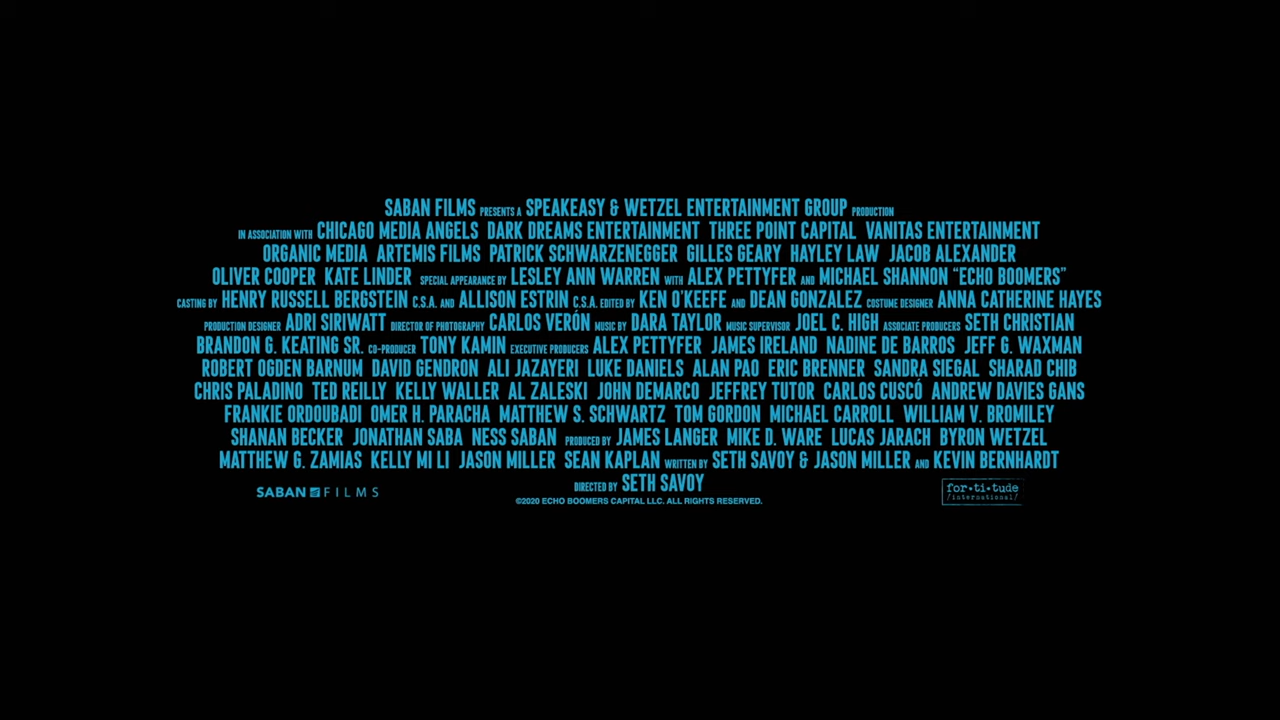 SABAN FILMS PRESENTS A SPEAKEASY & WETZEL ENTERTAINMENT GROUP PRODUCTION
IN ASSOCIATION WITH CHICAGO MEDIA ANGELS DARK DREAMS ENTERTAINMENT THREE POINT CAPITAL VANITAS ENTERTAINMENT
ORGANIC MEDIA ARTEMIS FILMS PATRICK SCHWARZENEGGER GILLES GEARY HAYLEY LAW JACOB ALEXANDER
OLIVER COOPER KATE LINDER SPECIAL APPEARANCE BY LESLEY ANN WARREN WITH ALEX PETTYFER AND MICHAEL SHANNON “ECHO BOOMERS”
CASTING BY HENRY RUSSELL BERGSTEIN C.S.A. AND ALLISON ESTRIN C.S.A. EDITED BY KEN O'KEEFE AND DEAN GONZALEZ COSTUME DESIGNER ANNA CATHERINE HAYES
PRODUCTION DESIGNER ADRI SIRIWATT DIRECTOR OF PHOTOGRAPHY CARLOS VERÓN MUSIC BY DARA TAYLOR MUSIC SUPERVISOR JOEL C. HIGH ASSOCIATE PRODUCERS SETH CHRISTIAN
BRANDON G. KEATING SR. CO-PRODUCER TONY KAMIN EXECUTIVE PRODUCERS ALEX PETTYFER JAMES IRELAND NADINE DE BARROS JEFF G. WAXMAN
ROBERT OGDEN BARNUM DAVID GENDRON ALI JAZAYERI LUKE DANIELS ALAN PAO ERIC BRENNER SANDRA SIEGAL SHARAD CHIB
CHRIS PALADINO TED REILLY KELLY WALLER AL ZALESKI JOHN DEMARCO JEFFREY TUTOR CARLOS CUSCÓ ANDREW DAVIES GANS
FRANKIE ORDOUBADI OMER H. PARACHA MATTHEW S. SCHWARTZ TOM GORDON MICHAEL CARROLL WILLIAM V. BROMILEY
SHANAN BECKER JONATHAN SABA NESS SABAN PRODUCED BY JAMES LANGER MIKE D. WARE LUCAS JARACH BYRON WETZEL
MATTHEW G. ZAMIAS KELLY MI LI JASON MILLER SEAN KAPLAN WRITTEN BY SETH SAVOY & JASON MILLER AND KEVIN BERNHARDT
DIRECTED BY SETH SAVOY
SABAN FILMS
©2020 ECHO BOOMERS CAPITAL LLC. ALL RIGHTS RESERVED.
for•ti•tude
/international/